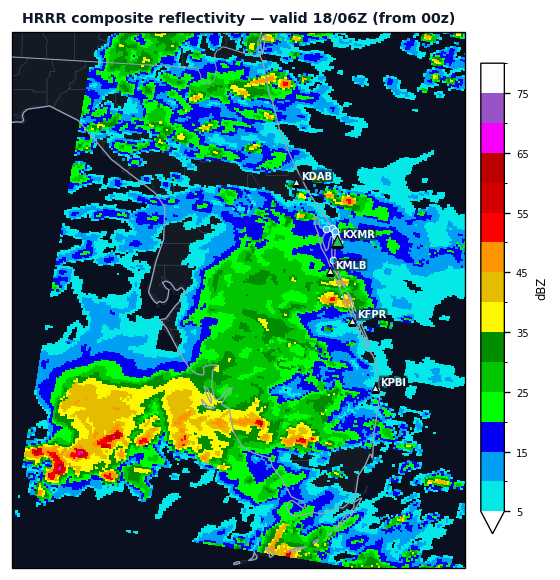 HRRR composite reflectivity — valid 18/06Z (from 00z)
KDAB
KXMR
KMLB
KFPR
KPBI
75
65
55
45
35
25
15
5
dBZ